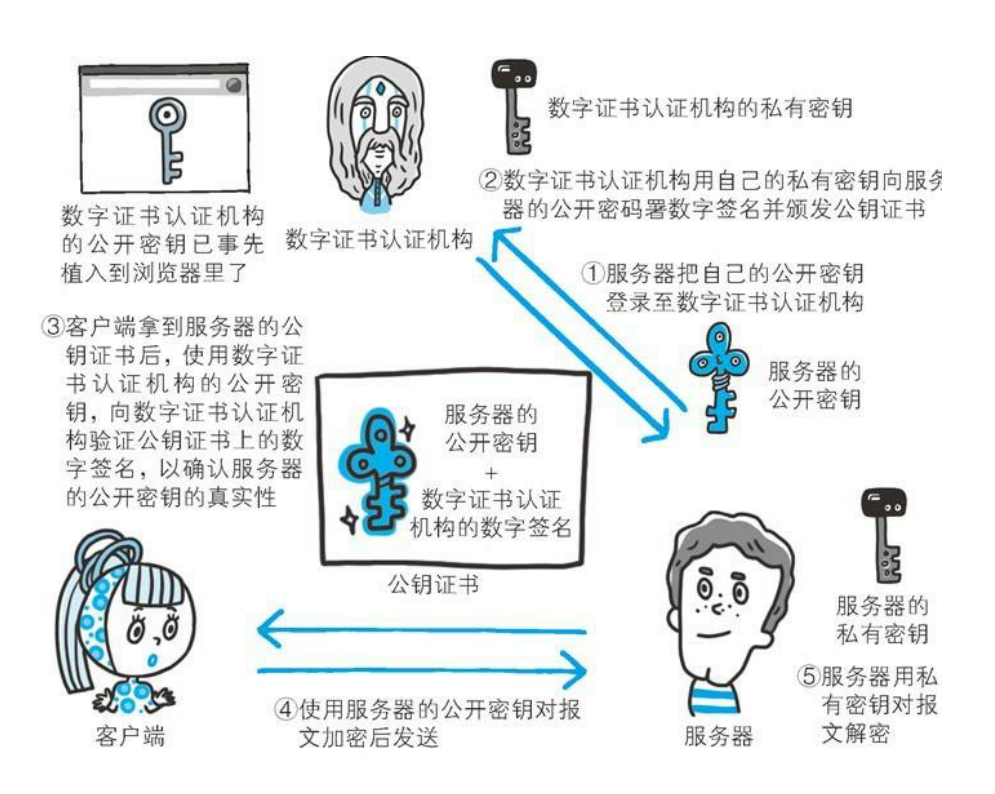 数字证书认证机构的私有密钥
②数字证书认证机构用自己的私有密钥向服务
器的公开密码署数字签名并颁发公钥证书
数字证书认证机构
的公开密钥已事先
植入到浏览器里了
数字证书认证机构
①服务器把自己的公开密钥
登录至数字证书认证机构
服务器的
公开密钥
③客户端拿到服务器的公
钥证书后，使用数字证
书认证机构的公开密
钥，向数字证书认证机
构验证公钥证书上的数
字签名，以确认服务器
的公开密钥的真实性
服务器的
公开密钥
+
数字证书认证
机构的数字签名
公钥证书
服务器的
私有密钥
⑤服务器用私
有密钥对报
文解密
④使用服务器的公开密钥对报
文加密后发送
客户端
服务器